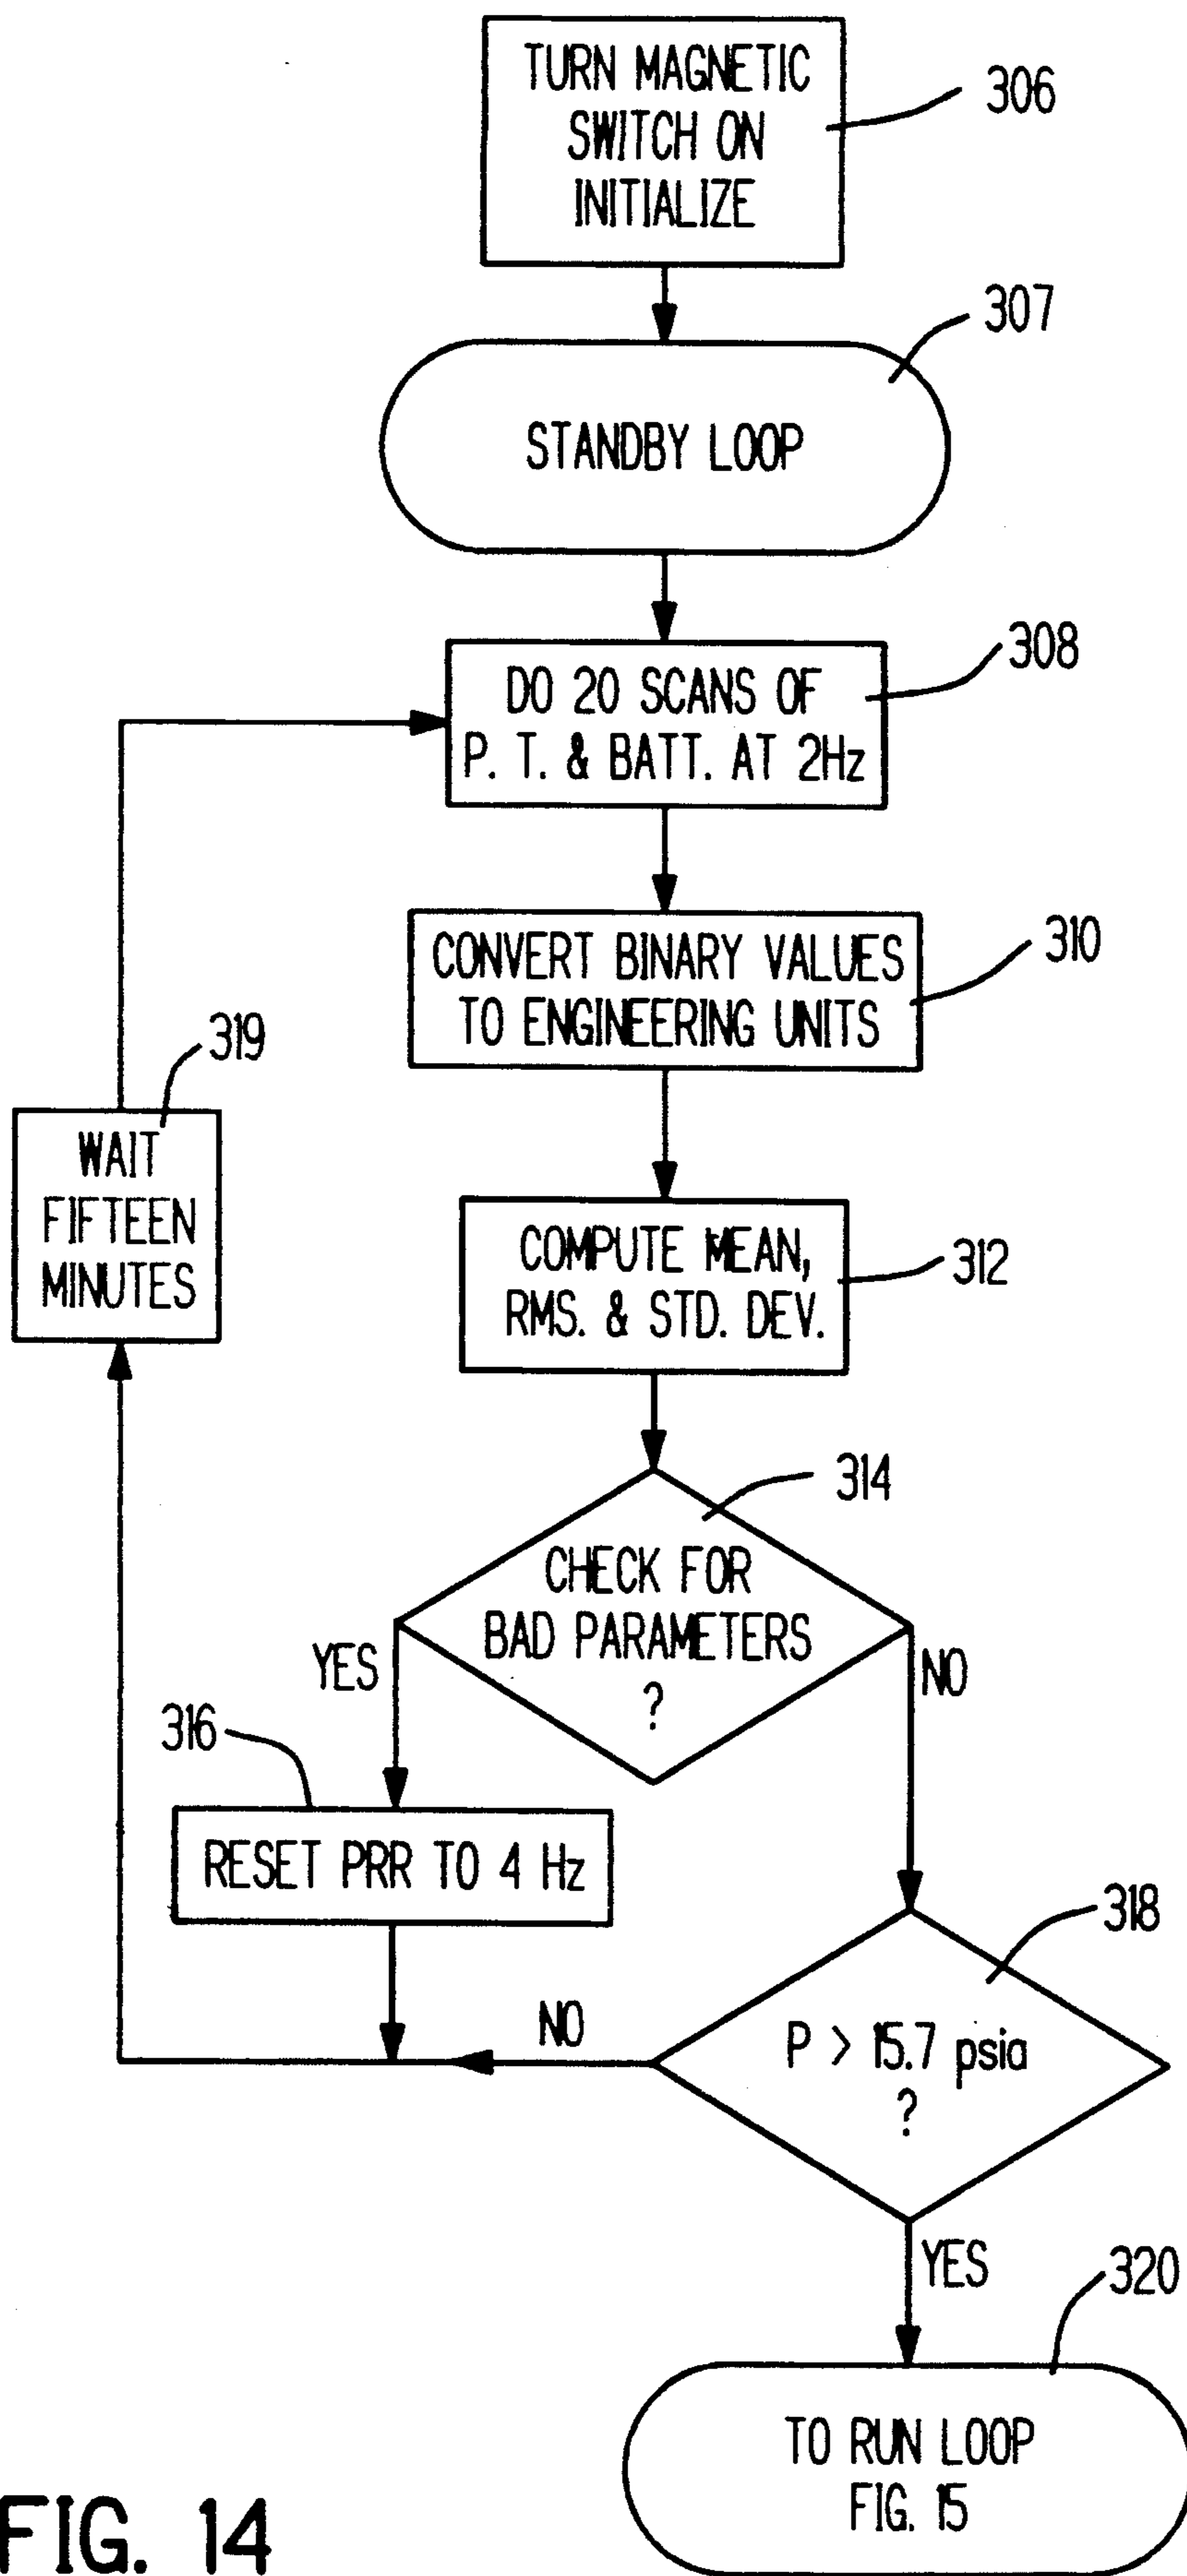 TURN MAGNETIC
SWITCH ON
INITIALIZE
306
307
STANDBY LOOP
308
DO 20 SCANS OF
P. T. & BATT. AT 2Hz
310
CONVERT BINARY VALUES
TO ENGINEERING UNITS
319
WAIT
FIFTEEN
MINUTES
312
COMPUTE MEAN,
RMS. & STD. DEV.
314
CHECK FOR
BAD PARAMETERS
?
YES
NO
316
RESET PRR TO 4 Hz
318
NO
P > 15.7 psia
?
YES
320
TO RUN LOOP
FIG. 15
FIG. 14